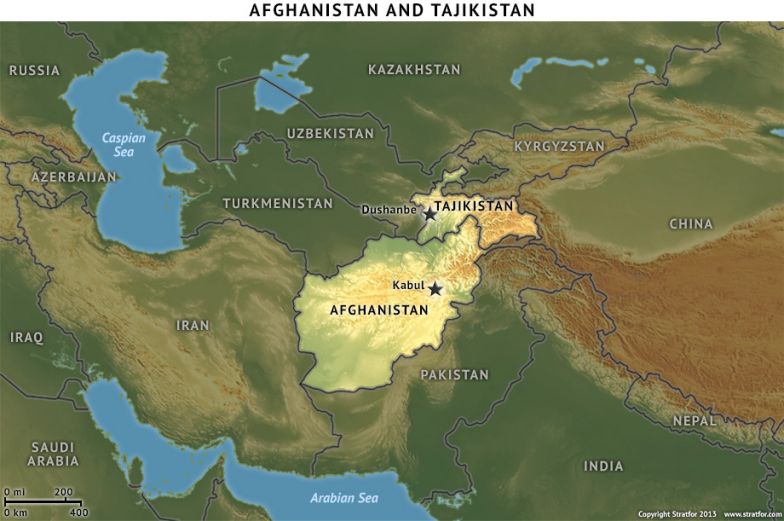 AFGHANISTAN AND TAJIKISTAN
RUSSIA
KAZAKHSTAN
Caspian
Sea
UZBEKISTAN
KYRGYZSTAN
AZERBAIJAN
TURKMENISTAN
Dushanbe
TAJIKISTAN
CHINA
Kabul
AFGHANISTAN
IRAN
IRAQ
PAKISTAN
NEPAL
SAUDI
ARABIA
INDIA
0 mi 200
0 km 400
Arabian Sea
Copyright Stratfor 2013 www.stratfor.com